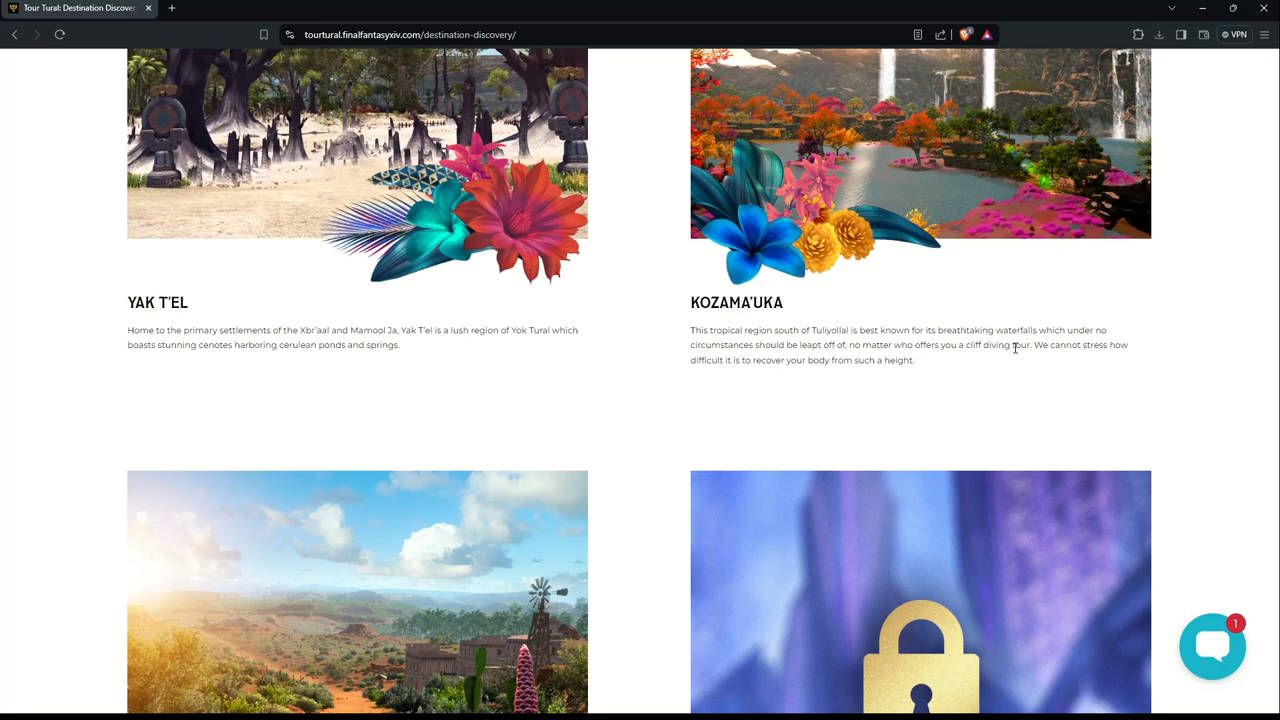 Tour Tural: Destination Discover
tourtural.finalfantasyxiv.com/destination-discovery/
VPN
YAK T'EL
Home to the primary settlements of the Xbr'aal and Mamool Ja, Yak T'el is a lush region of Yok Tural which
boasts stunning cenotes harboring cerulean ponds and springs.
KOZAMA'UKA
This tropical region south of Tuliyollal is best known for its breathtaking waterfalls which under no
circumstances should be leapt off of, no matter who offers you a cliff diving tour. We cannot stress how
difficult it is to recover your body from such a height.
1